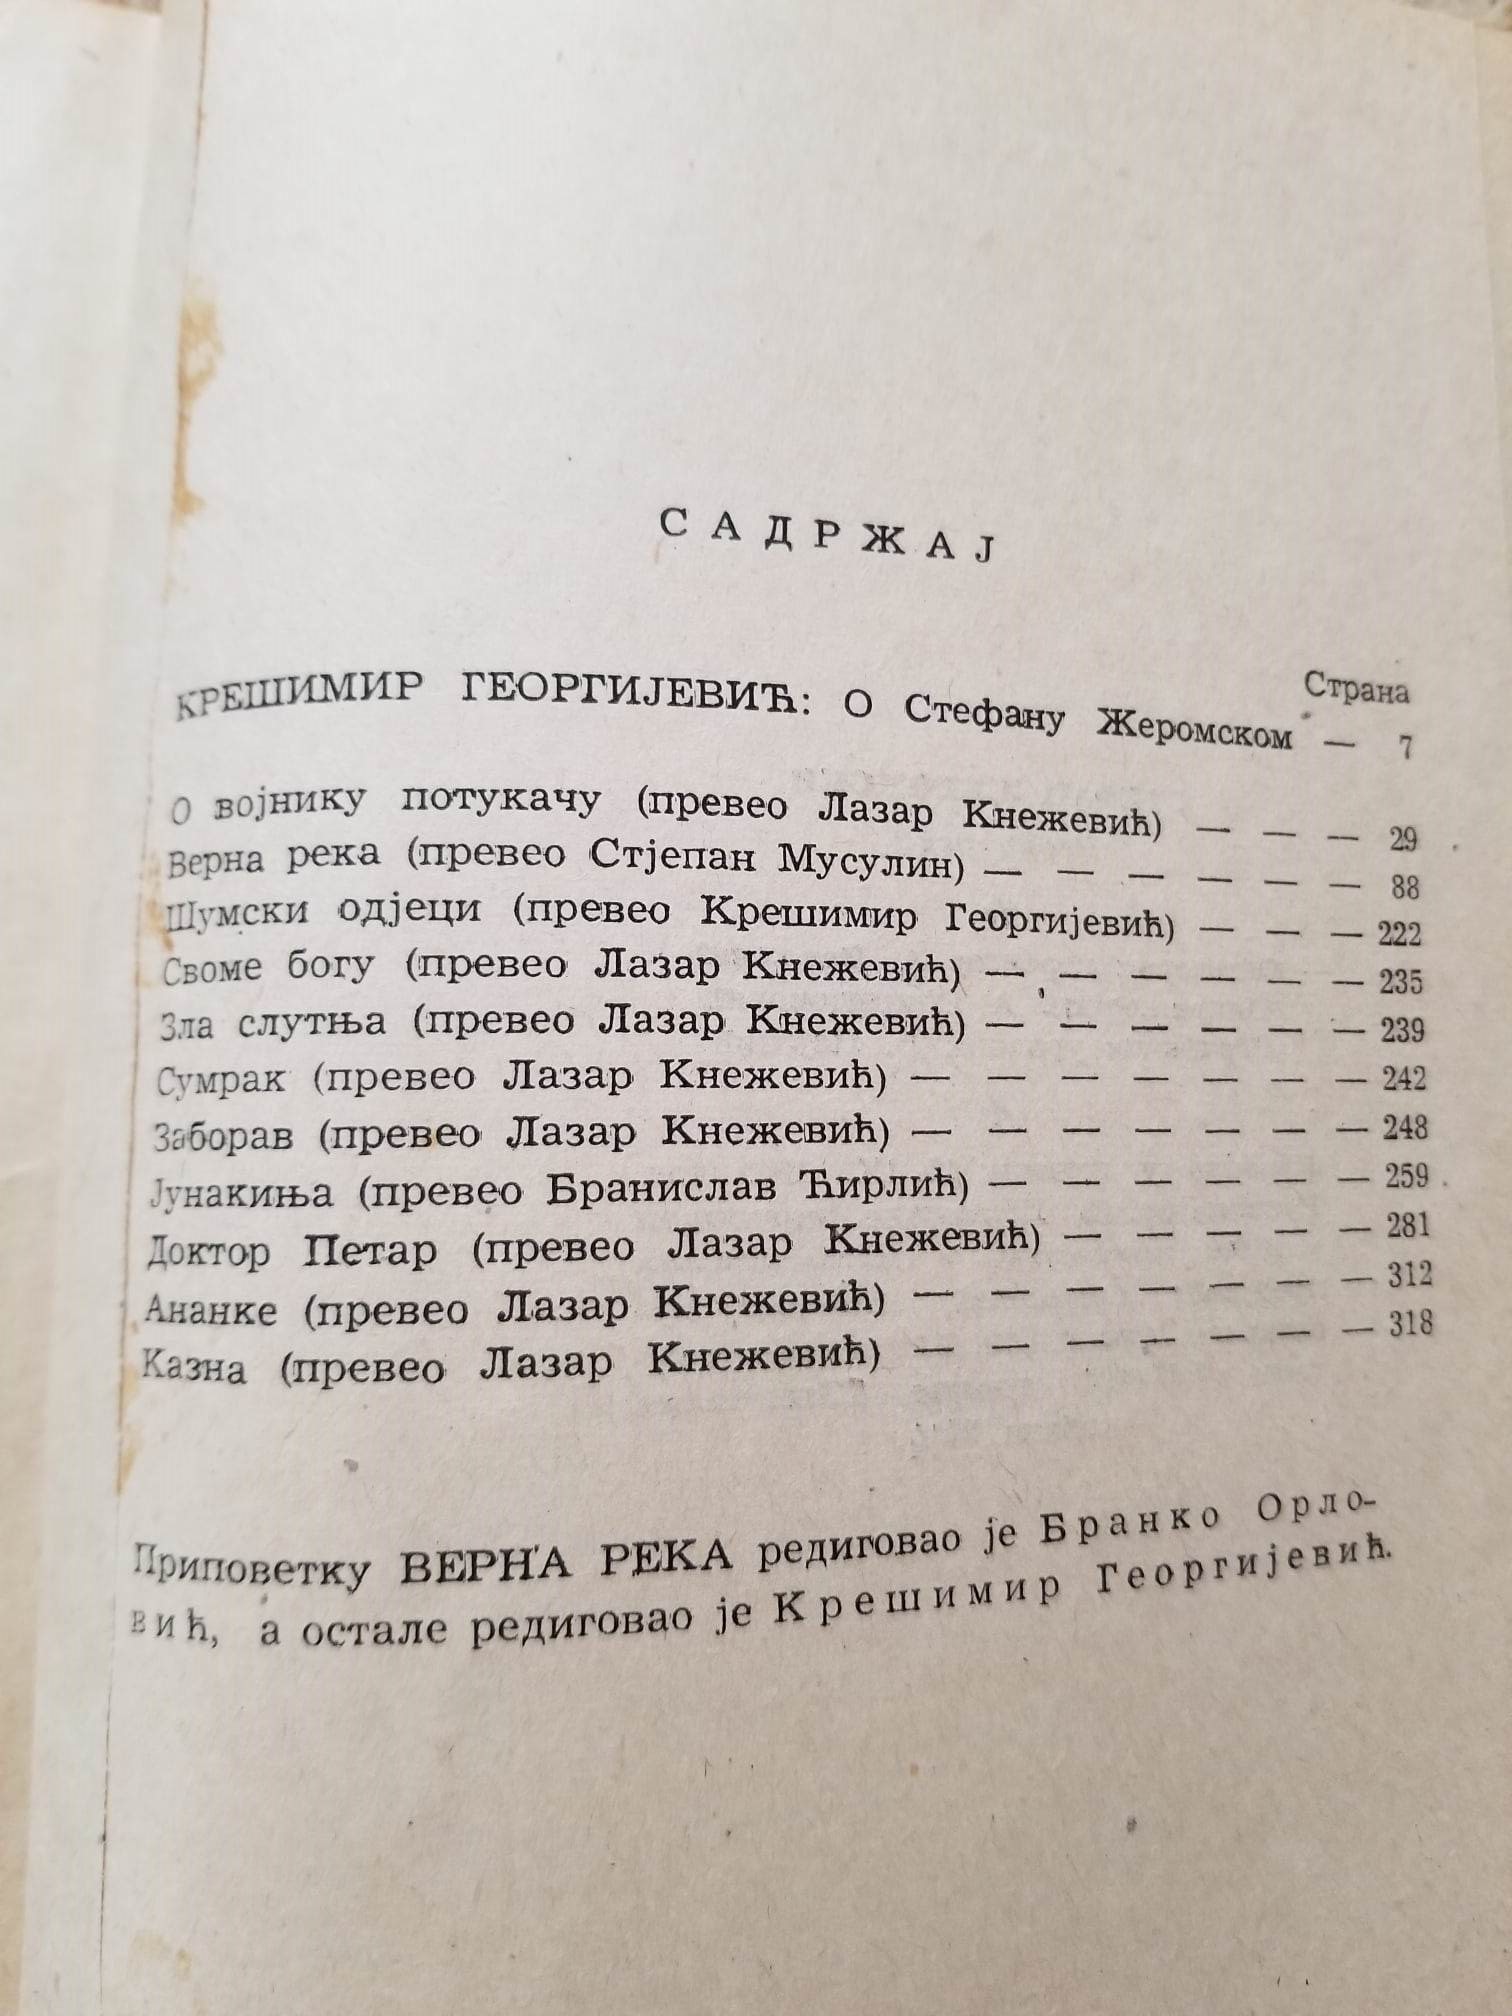 САДРЖАЈ
Страна
КРЕШИМИР ГЕОРГИЈЕВИЋ: О Стефану Жеромском — 7
О војнику потукачу (превео Лазар Кнежевић) — — — 29
Верна река (превео Стјепан Мусулин) — — — — — — 88
Шумски одјеци (превео Крешимир Георгијевић) — — — 222
Своме богу (превео Лазар Кнежевић) — — — — — — 235
Зла слутња (превео Лазар Кнежевић) — — — — — — 239
Сумрак (превео Лазар Кнежевић) — — — — — — — 242
Заборав (превео Лазар Кнежевић) — — — — — — — 248
Јунакиња (превео Бранислав Ћирлић) — — — — — — 259
Доктор Петар (превео Лазар Кнежевић) — — — — — 281
Ананке (превео Лазар Кнежевић) — — — — — — — 312
Казна (превео Лазар Кнежевић) — — — — — — — 318
Приповетку ВЕРНА РЕКА редиговао је Бранко Орло-
вић, а остале редиговао је Крешимир Георгијевић.